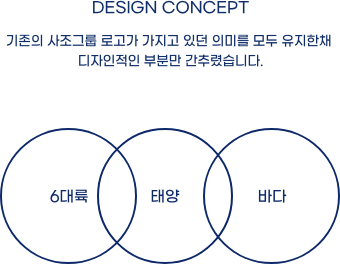 DESIGN CONCEPT
기존의 사조그룹 로고가 가지고 있던 의미를 모두 유지한채
디자인적인 부분만 간추렸습니다.
6대륙
태양
바다